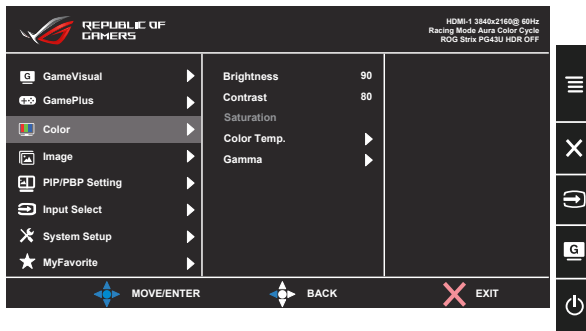 REPUBLIC OF
GAMERS
HDMI-1 3840x2160@ 60Hz
Racing Mode Aura Color Cycle
ROG Strix PG43U HDR OFF
G GameVisual
GamePlus
Color
Image
PIP/PBP Setting
Input Select
System Setup
MyFavorite
Brightness 90
Contrast 80
Saturation
Color Temp.
Gamma
G
MOVE/ENTER
BACK
EXIT